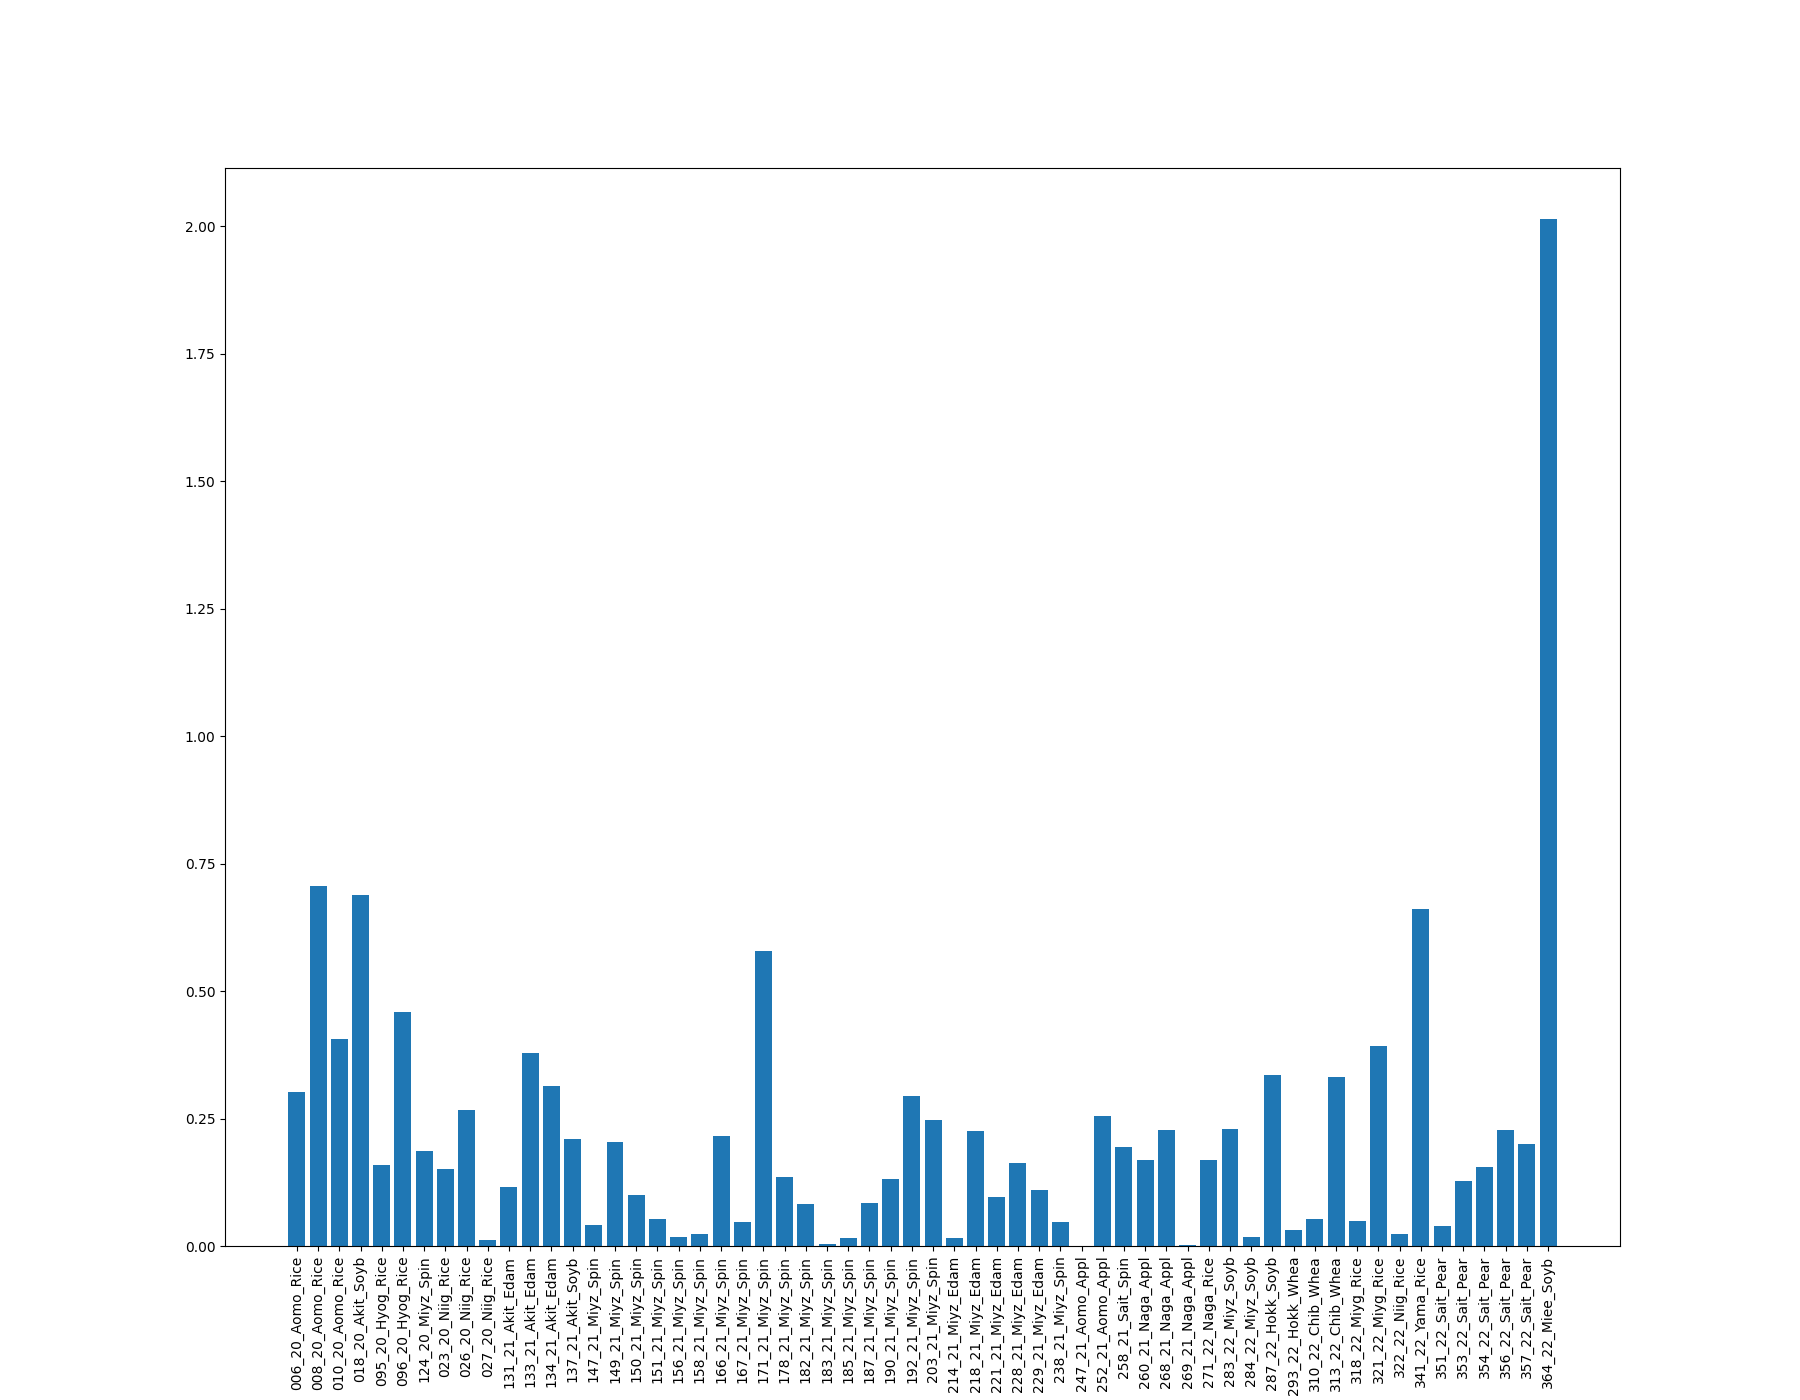 2.00
1.75
1.50
1.25
1.00
0.75
0.50
0.25
0.00
006_20_Aomo_Rice
008_20_Aomo_Rice
010_20_Aomo_Rice
018_20_Akit_Soyb
095_20_Hyog_Rice
096_20_Hyog_Rice
124_20_Miyz_Spin
023_20_Niig_Rice
026_20_Niig_Rice
027_20_Niig_Rice
131_21_Akit_Edam
133_21_Akit_Edam
134_21_Akit_Edam
137_21_Akit_Soyb
147_21_Miyz_Spin
149_21_Miyz_Spin
150_21_Miyz_Spin
151_21_Miyz_Spin
156_21_Miyz_Spin
158_21_Miyz_Spin
166_21_Miyz_Spin
167_21_Miyz_Spin
171_21_Miyz_Spin
178_21_Miyz_Spin
182_21_Miyz_Spin
183_21_Miyz_Spin
185_21_Miyz_Spin
187_21_Miyz_Spin
190_21_Miyz_Spin
192_21_Miyz_Spin
203_21_Miyz_Spin
214_21_Miyz_Edam
218_21_Miyz_Edam
221_21_Miyz_Edam
228_21_Miyz_Edam
229_21_Miyz_Edam
238_21_Miyz_Spin
247_21_Aomo_Appl
252_21_Aomo_Appl
258_21_Sait_Spin
260_21_Naga_Appl
268_21_Naga_Appl
269_21_Naga_Appl
271_22_Naga_Rice
283_22_Miyz_Soyb
284_22_Miyz_Soyb
287_22_Hokk_Soyb
293_22_Hokk_Whea
310_22_Chib_Whea
313_22_Chib_Whea
318_22_Miyg_Rice
321_22_Miyg_Rice
322_22_Niig_Rice
341_22_Yama_Rice
351_22_Sait_Pear
353_22_Sait_Pear
354_22_Sait_Pear
356_22_Sait_Pear
357_22_Sait_Pear
364_22_Miee_Soyb